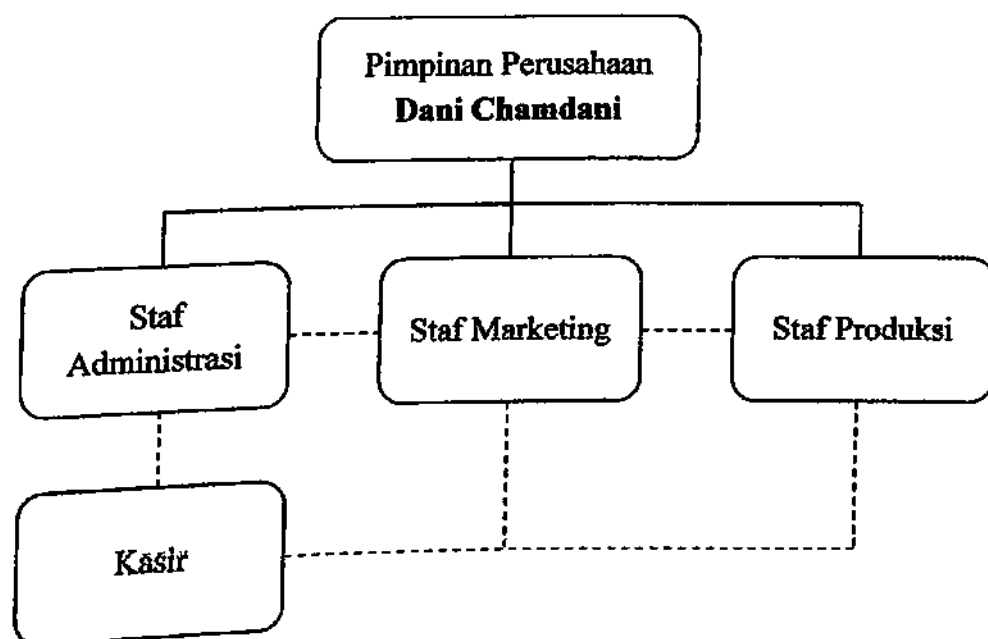 Pimpinan Perusahaan
Dani Chamdani
Staf
Administrasi
Staf Marketing
Staf Produksi
Kasir